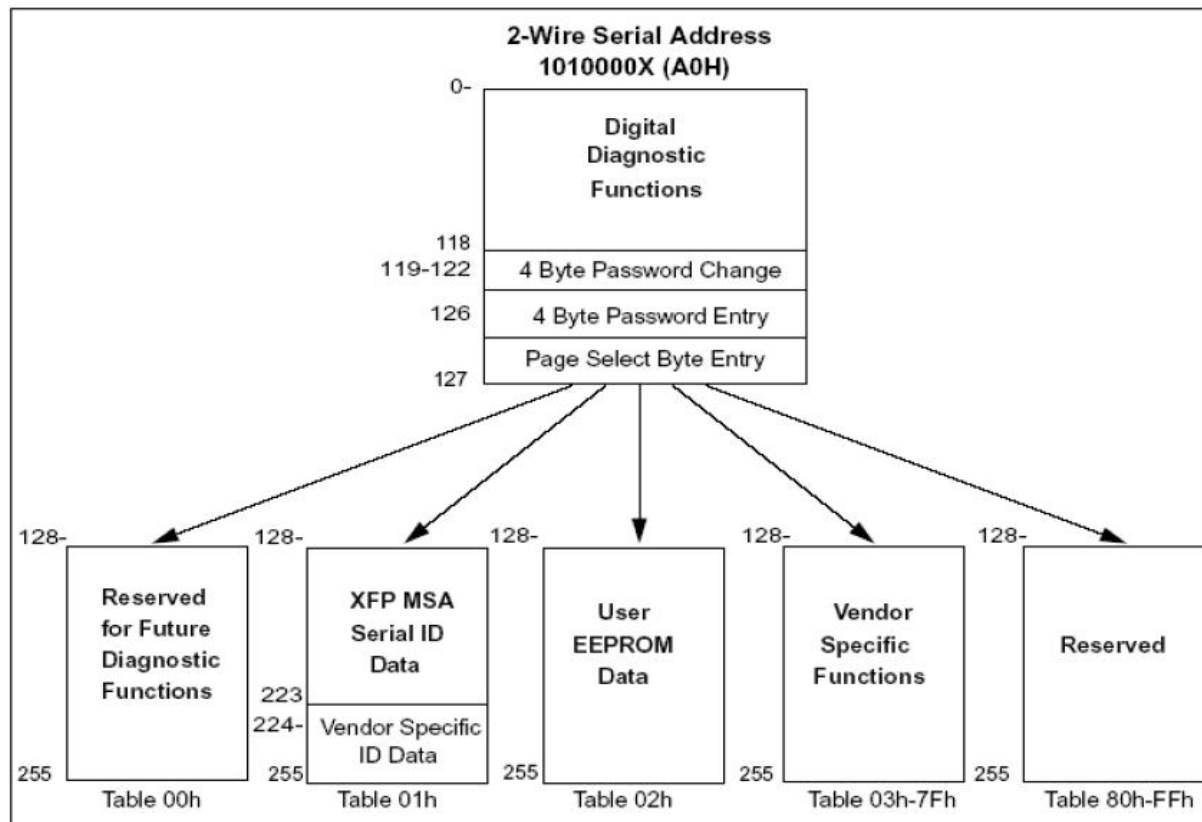 2-Wire Serial Address
1010000X (A0H)
0-
Digital
Diagnostic
Functions
118
119-122
4 Byte Password Change
126
4 Byte Password Entry
Page Select Byte Entry
127
128-
Reserved
for Future
Diagnostic
Functions
255
Table 00h
128-
XFP MSA
Serial ID
Data
223
224-
Vendor Specific
ID Data
255
Table 01h
128-
User
EEPROM
Data
255
Table 02h
128-
Vendor
Specific
Functions
255
Table 03h-7Fh
128-
Reserved
255
Table 80h-FFh